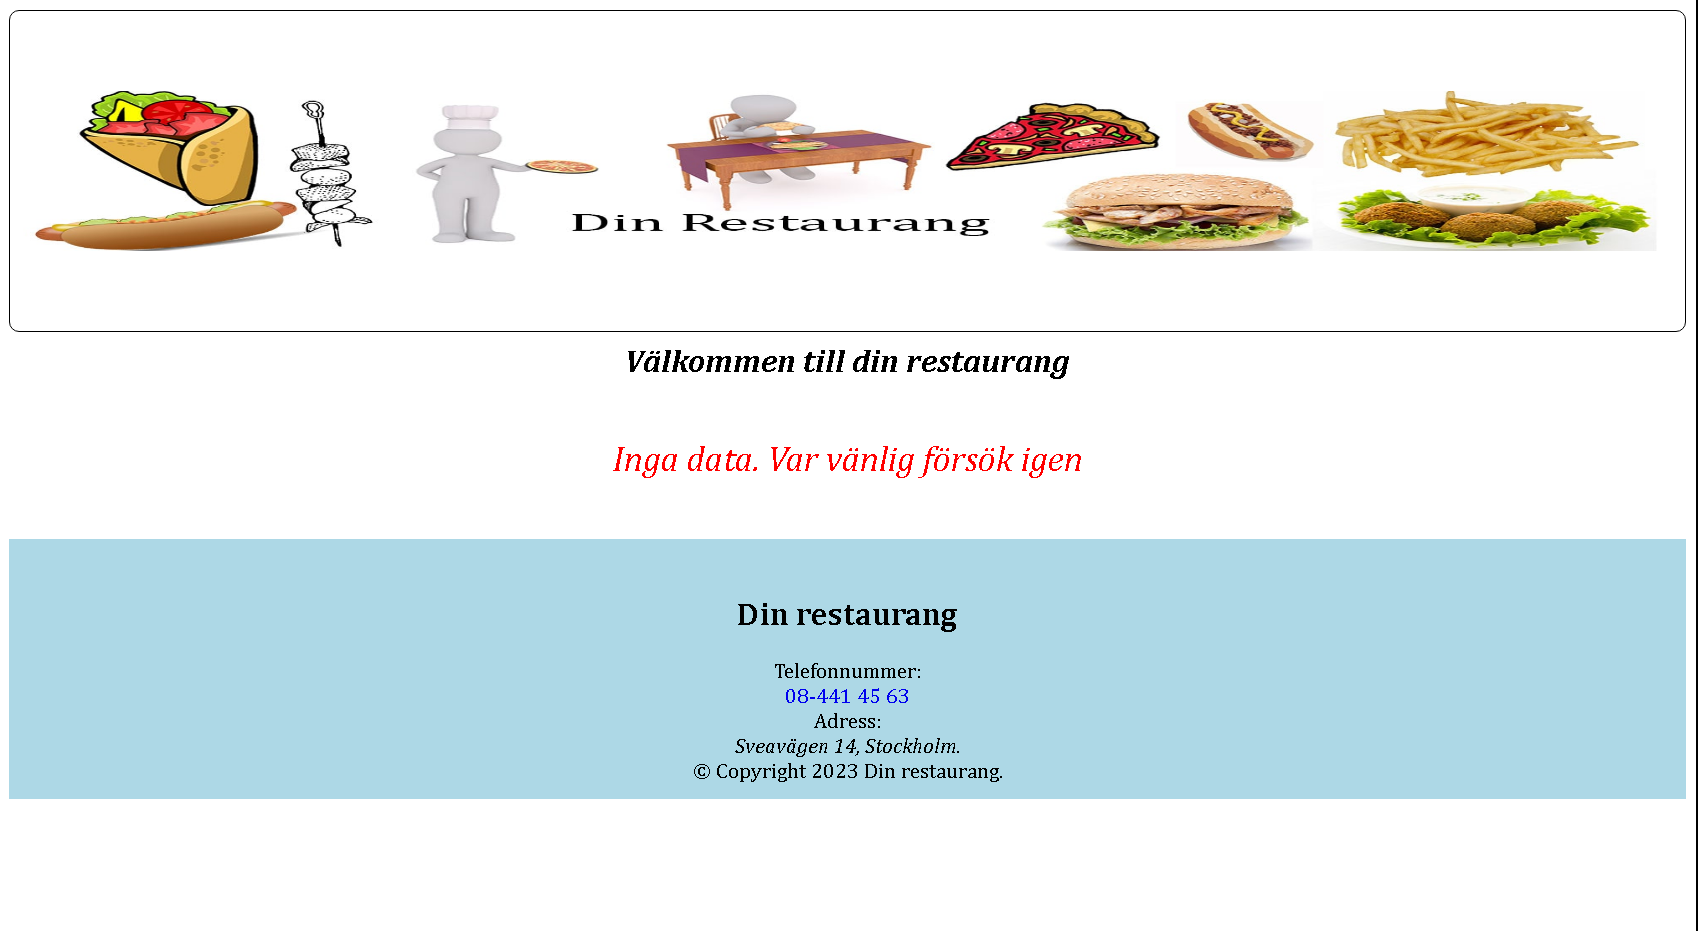 Din Restaurang
Välkommen till din restaurang
Inga data. Var vänlig försök igen
Din restaurang
Telefonnummer:
08-441 45 63
Adress:
Sveavägen 14, Stockholm.
© Copyright 2023 Din restaurang.